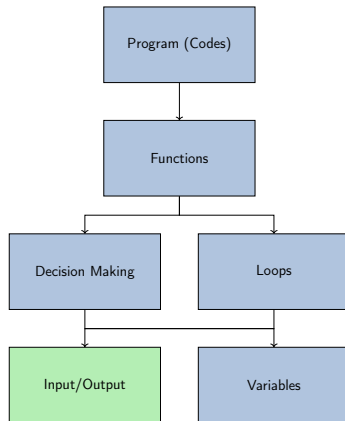 Program (Codes)
Functions
Decision Making
Loops
Input/Output
Variables